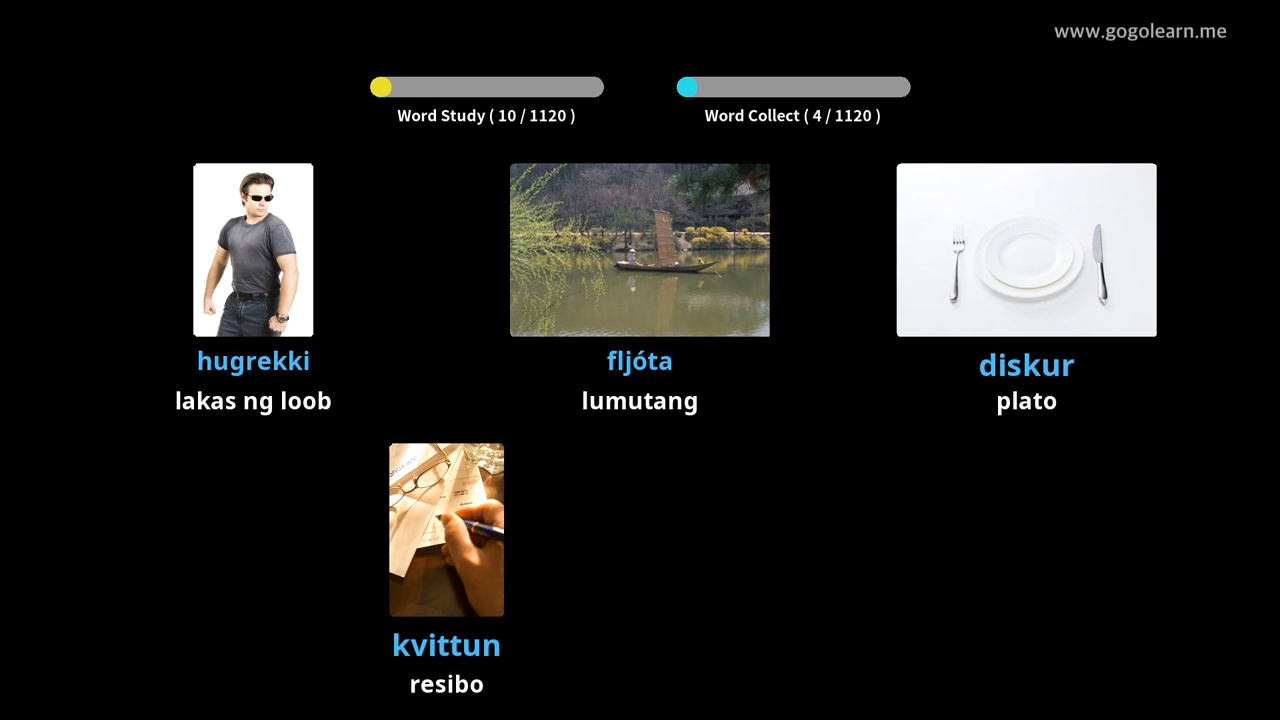 www.gogolearn.me
Word Study ( 10 / 1120 )
Word Collect ( 4 / 1120 )
hugrekki
fljóta
diskur
lakas ng loob
lumutang
plato
kvittun
resibo